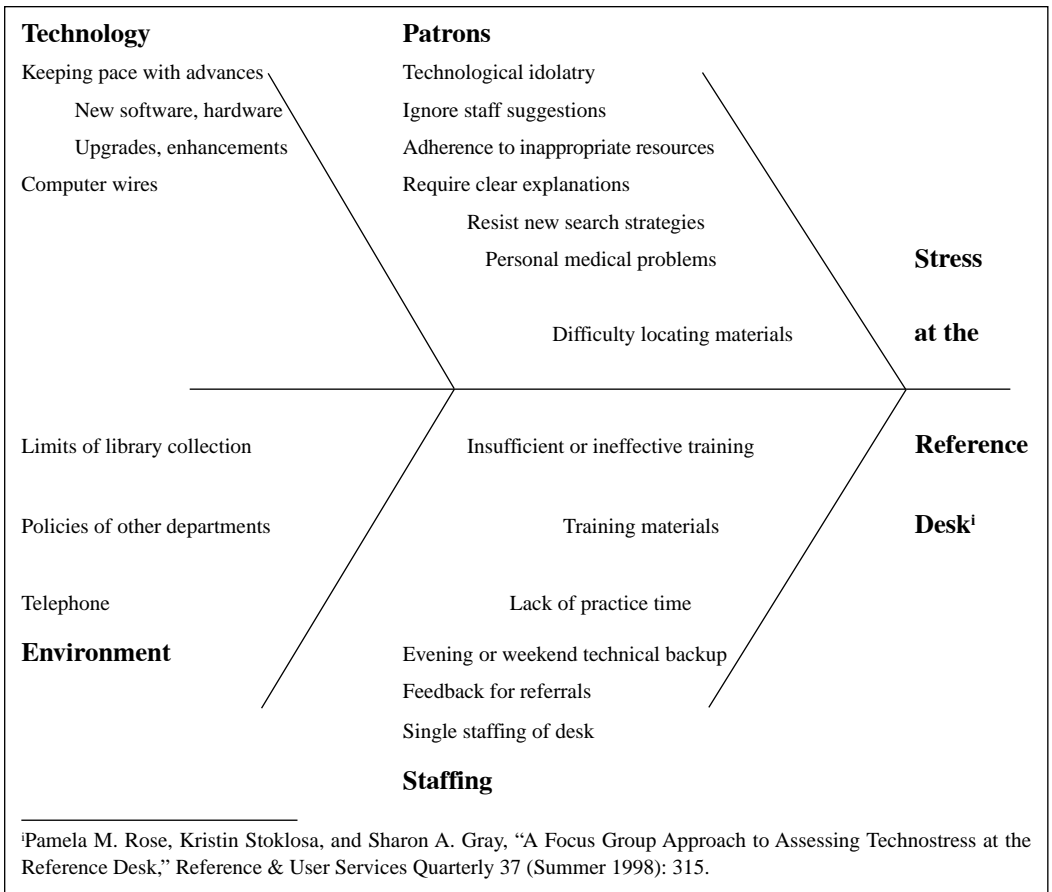 Technology
Keeping pace with advances
New software, hardware
Upgrades, enhancements
Computer wires
Patrons
Technological idolatry
Ignore staff suggestions
Adherence to inappropriate resources
Require clear explanations
Resist new search strategies
Personal medical problems
Difficulty locating materials
Stress
at the
Reference
Deskⁱ
Limits of library collection
Policies of other departments
Telephone
Environment
Insufficient or ineffective training
Training materials
Lack of practice time
Evening or weekend technical backup
Feedback for referrals
Single staffing of desk
Staffing
ⁱPamela M. Rose, Kristin Stoklosa, and Sharon A. Gray, “A Focus Group Approach to Assessing Technostress at the
Reference Desk,” Reference & User Services Quarterly 37 (Summer 1998): 315.